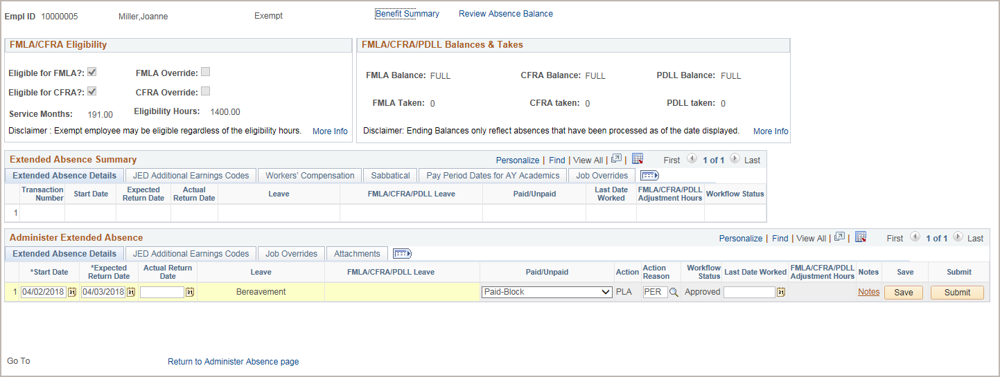 Empl ID 10000005 Miller,Joanne Exempt Benefit Summary Review Absence Balance
FMLA/CFRA Eligibility
Eligible for FMLA?: FMLA Override:
Eligible for CFRA?: CFRA Override:
Service Months: 191.00 Eligibility Hours: 1400.00
Disclaimer : Exempt employee may be eligible regardless of the eligibility hours. More Info
FMLA/CFRA/PDLL Balances & Takes
FMLA Balance: FULL CFRA Balance: FULL PDLL Balance: FULL
FMLA Taken: 0 CFRA taken: 0 PDLL taken: 0
Disclaimer: Ending Balances only reflect absences that have been processed as of the date displayed. More Info
Extended Absence Summary Personalize | Find | View All | | First 1 of 1 Last
Extended Absence Details JED Additional Earnings Codes Workers' Compensation Sabbatical Pay Period Dates for AY Academics Job Overrides
Transaction Number Start Date Expected Return Date Actual Return Date Leave FMLA/CFRA/PDLL Leave Paid/Unpaid Last Date Worked FMLA/CFRA/PDLL Adjustment Hours Workflow Status
1
Administer Extended Absence Personalize | Find | View All | | First 1 of 1 Last
Extended Absence Details JED Additional Earnings Codes Job Overrides Attachments
*Start Date *Expected Return Date Actual Return Date Leave FMLA/CFRA/PDLL Leave Paid/Unpaid Action Action Reason Workflow Status Last Date Worked FMLA/CFRA/PDLL Adjustment Hours Notes Save Submit
1 04/02/2018 31 04/03/2018 31 31 Bereavement Paid-Block PLA PER Approved 31 Notes Save Submit
Go To Return to Administer Absence page